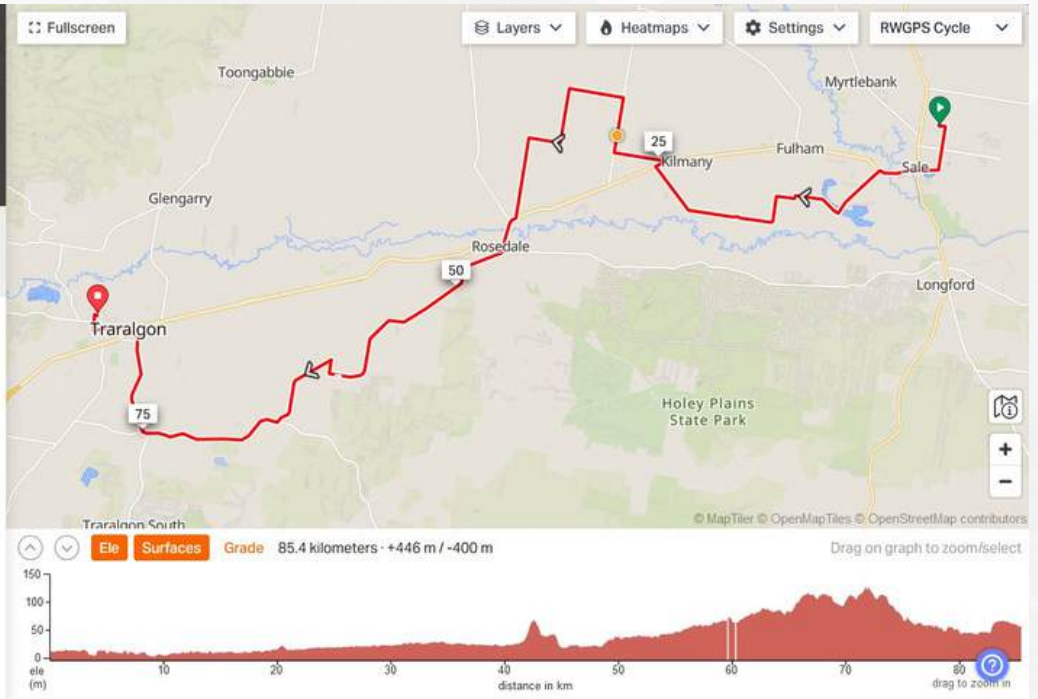 Fullscreen
Layers
Heatmaps
Settings
RWGPS Cycle
Toongabbie
Myrtlebank
25
Kilmany
Fulham
Sale
Glengarry
Rosedale
50
Longford
Traralgon
75
Holey Plains
State Park
Traralgon South
© MapTiler © OpenMapTiles © OpenStreetMap contributors
Ele Surfaces Grade 85.4 kilometers · +446 m / -400 m Drag on graph to zoom/select
150
100
50
0
ele
(m)
10 20 30 40 50 60 70 80
distance in km
drag to zoom in